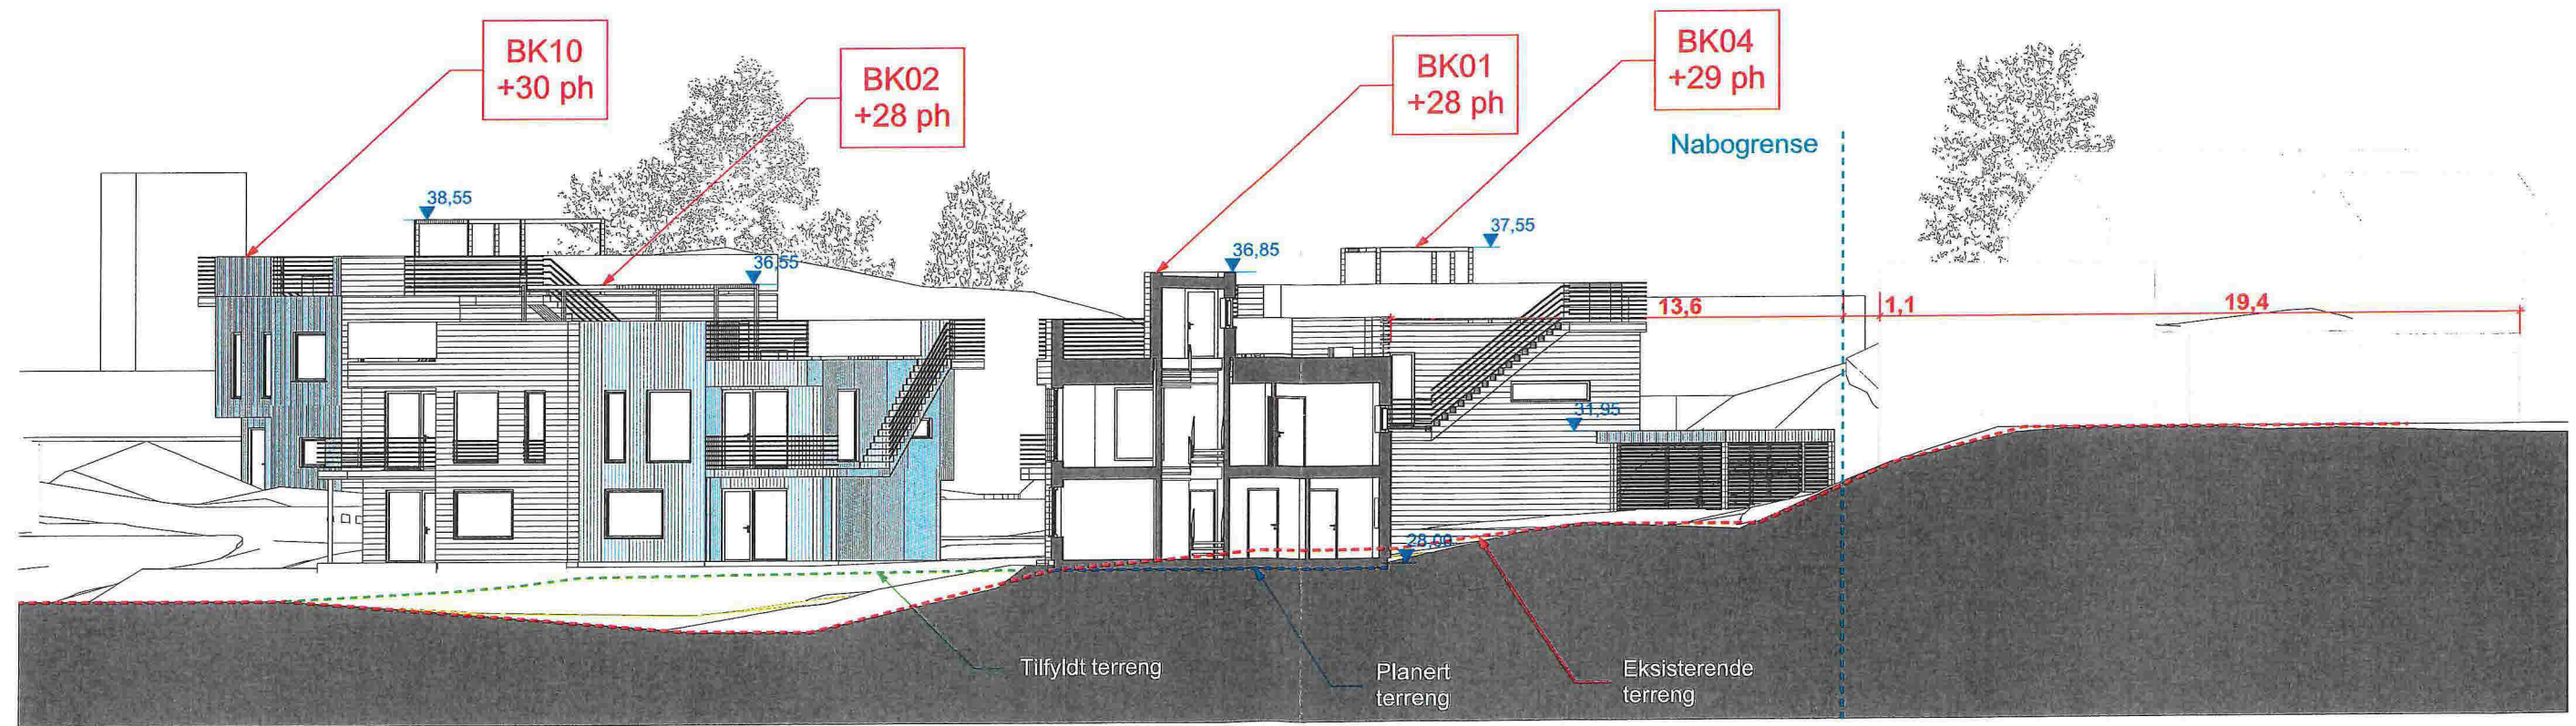 BK10
+30 ph
BK02
+28 ph
BK01
+28 ph
BK04
+29 ph
Nabogrense
38,55
36,55
36,85
37,55
13,6
1,1
19,4
31,95
28,00
Tilfyldt terreng
Planert
terreng
Eksisterende
terreng